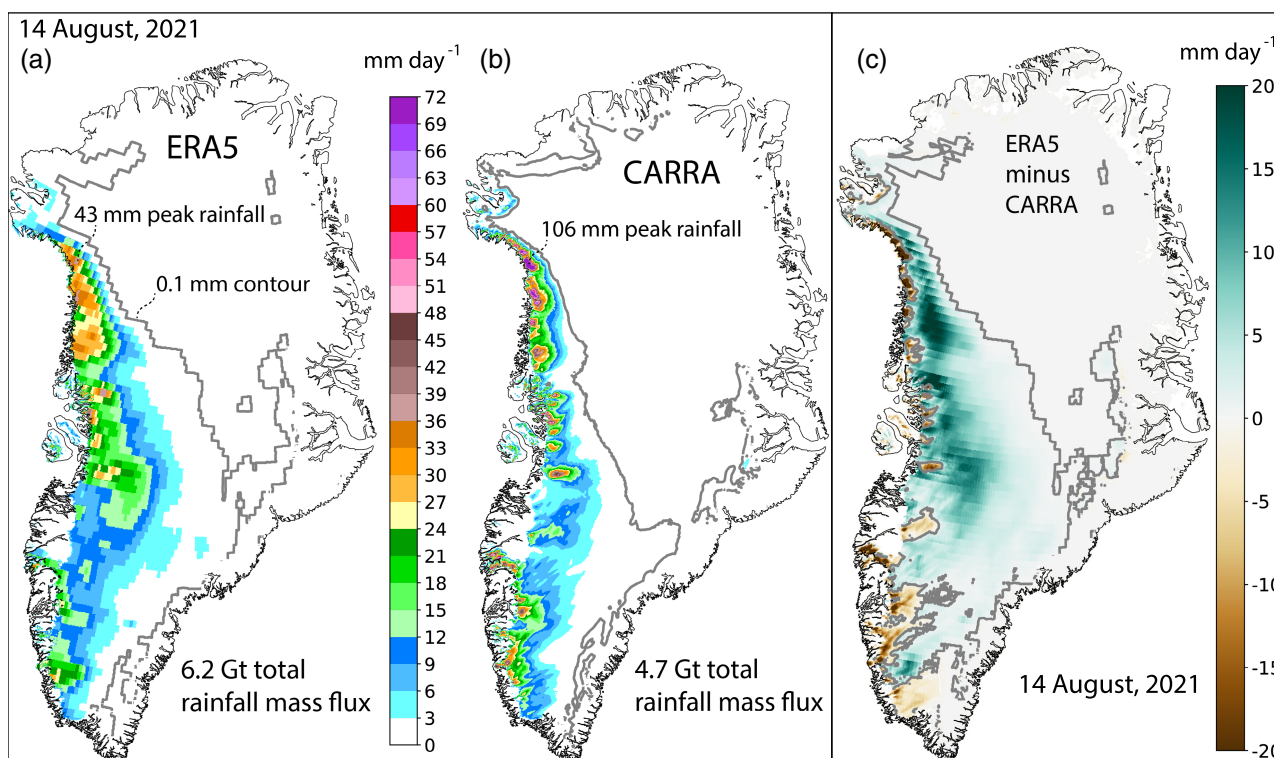 14 August, 2021
(a)
mm day⁻¹
ERA5
43 mm peak rainfall
0.1 mm contour
6.2 Gt total
rainfall mass flux
72
69
66
63
60
57
54
51
48
45
42
39
36
33
30
27
24
21
18
15
12
9
6
3
0
(b)
CARRA
106 mm peak rainfall
4.7 Gt total
rainfall mass flux
(c)
mm day⁻¹
ERA5
minus
CARRA
14 August, 2021
20
15
10
5
0
-5
-10
-15
-20